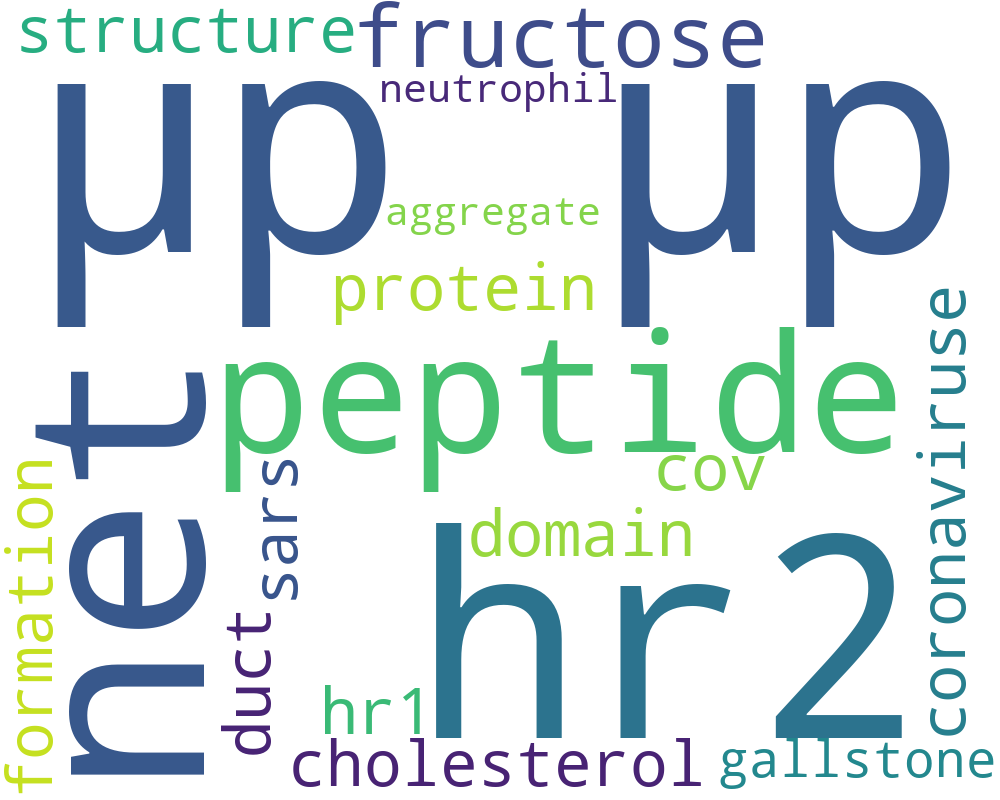 structure
fructose
neutrophil
μp μp
aggregate
protein
peptide
net
coronaviruse
cov
sars
formation
domain
hr2
duct
hr1
cholesterol
gallstone